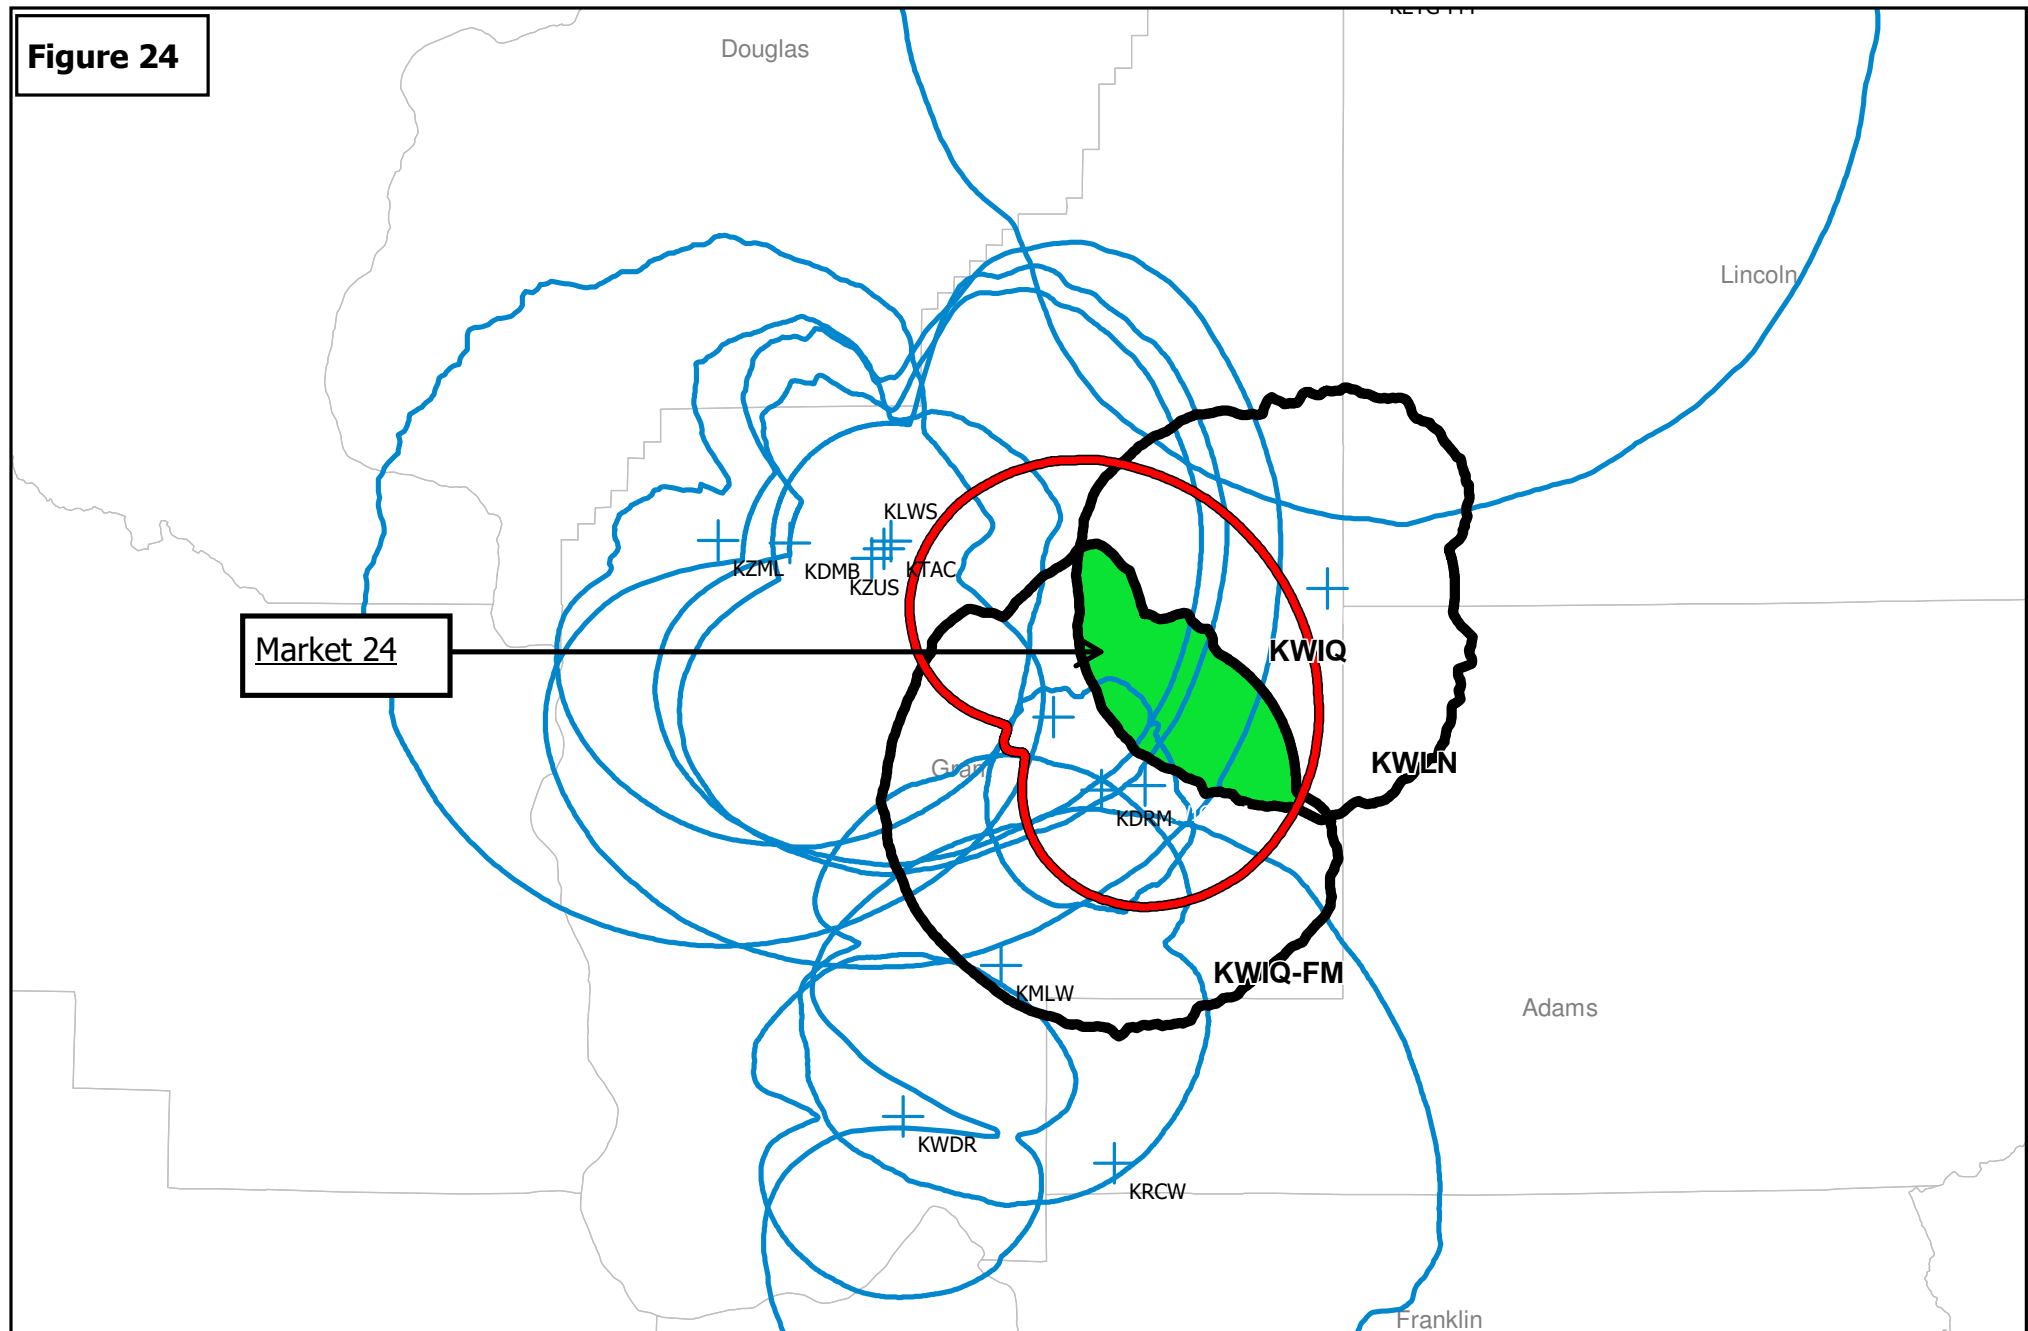 Figure 24
Douglas
Lincoln
KLWS
KZML
KDMB
KTAC
KZUS
Market 24
KWIQ
KWLN
Gran
KDRM
KWIQ-FM
KMLW
Adams
KWDR
KRCW
Franklin